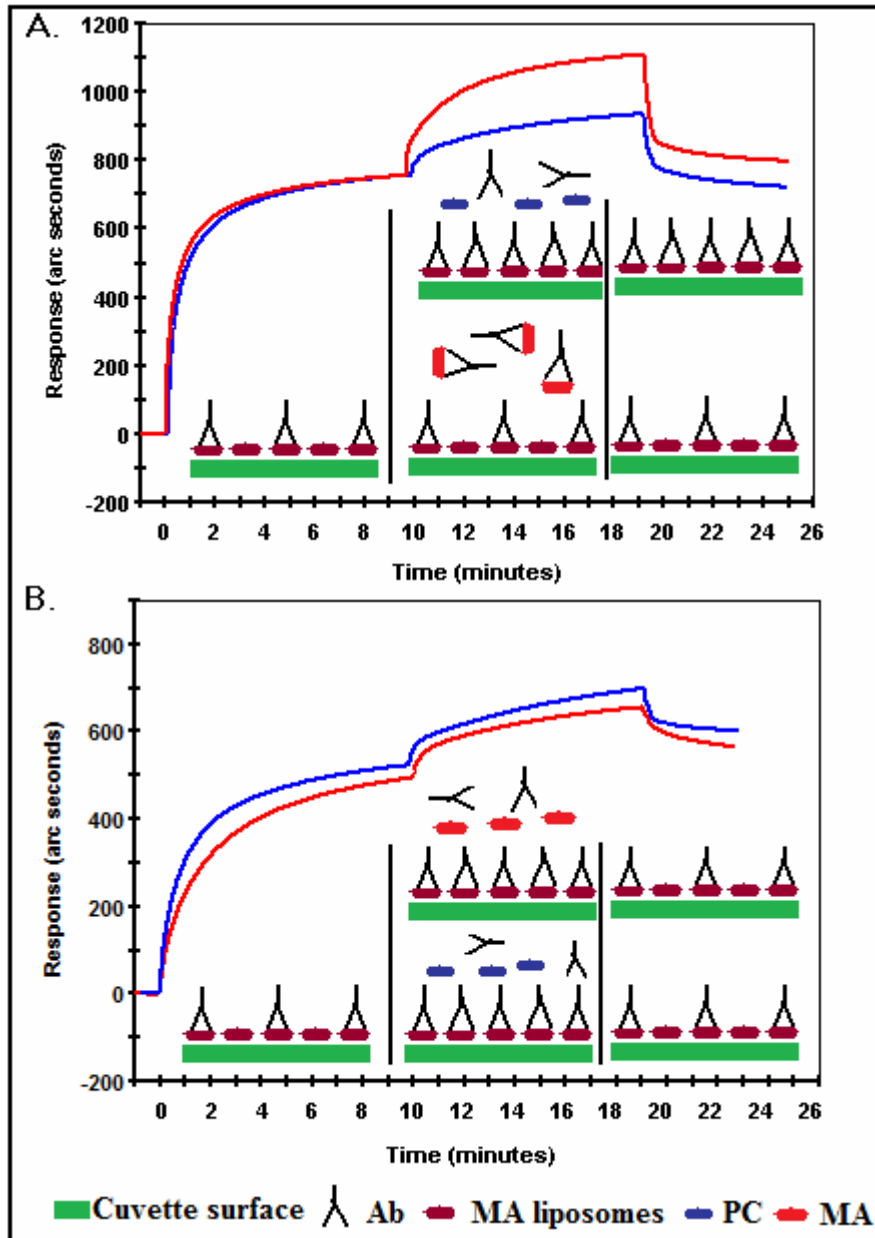 A.
1200
1000
800
600
400
200
0
-200
Response (arc seconds)
0 2 4 6 8 10 12 14 16 18 20 22 24 26
Time (minutes)
B.
800
600
400
200
0
-200
Response (arc seconds)
0 2 4 6 8 10 12 14 16 18 20 22 24 26
Time (minutes)
Cuvette surface Ab MA liposomes PC MA